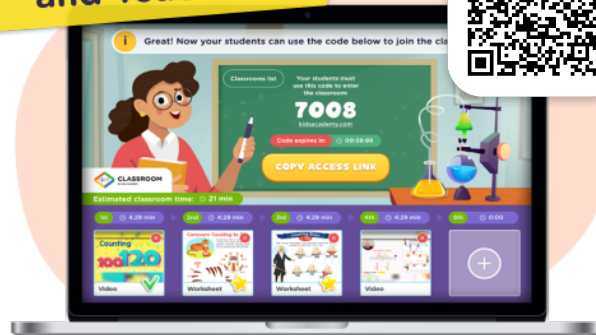 Great! Now your students can use the code below to join the cla
Classrooms list
Your students must
use this code to enter
the classroom:
7008
kidsacademy.com
Code expires in: 00:59:99
COPY ACCESS LINK
CLASSROOM
Estimated classroom time: 21 min
1st 4:29 min
2nd 4:29 min
3rd 4:29 min
4th 4:29 min
5th 0:00
Counting
100 120
Video
Worksheet
Worksheet
Video